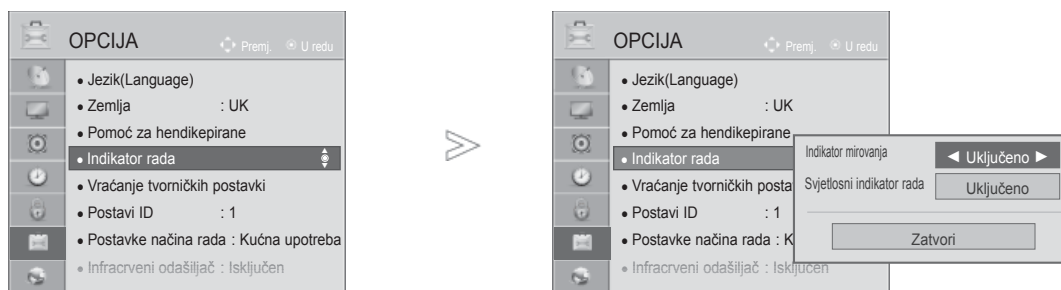 OPCIJA Premj. U redu
• Jezik(Language)
• Zemlja : UK
• Pomoć za hendikepirane
• Indikator rada
• Vraćanje tvorničkih postavki
• Postavi ID : 1
• Postavke načina rada : Kućna upotreba
• Infracrveni odašiljač : Isključen
OPCIJA Premj. U redu
• Jezik(Language)
• Zemlja : UK
• Pomoć za hendikepirane
• Indikator rada
• Vraćanje tvorničkih posta
• Postavi ID : 1
• Postavke načina rada : K
• Infracrveni odašiljač : Isključen
Indikator mirovanja ◄ Uključeno ►
Svjetlosni indikator rada Uključeno
Zatvori